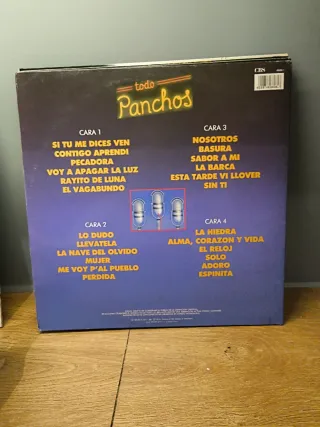 todo
Panchos
CBS
CARA 1
SI TU ME DICES VEN
CONTIGO APRENDI
PECADORA
VOY A APAGAR LA LUZ
RAYITO DE LUNA
EL VAGABUNDO
CARA 2
LO DUDO
LLEVATELA
LA NAVE DEL OLVIDO
MUJER
ME VOY P'AL PUEBLO
PERDIDA
CARA 3
NOSOTROS
BASURA
SABOR A MI
LA BARCA
ESTA TARDE VI LLOVER
SIN TI
CARA 4
LA HIEDRA
ALMA, CORAZON Y VIDA
EL RELOJ
SOLO
ADORO
ESPINITA